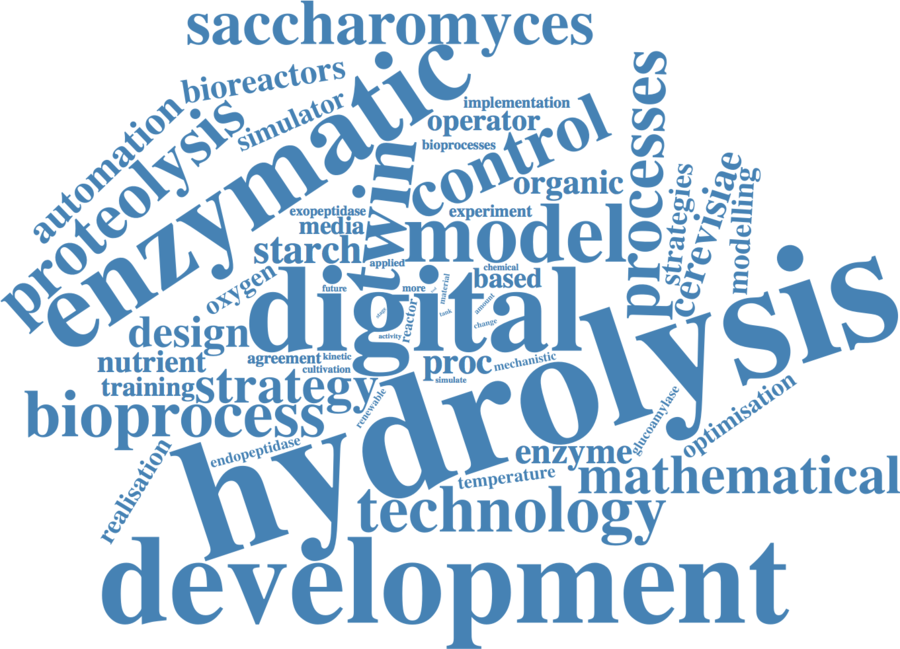 saccharomyces
bioreactors
enzymatic
automation
proteolysis
simulator
implementation
operator
bioprocesses
control
processes
twin
organic
exopeptidase
experiment
media
model
strategies
cerevisiae
modelling
starch
applied
oxygen
digital
chemical
based
future
more
material
amount
stage
took
change
reactor
activity
design
hydrolysis
nutrient
agreement
kinetic
cultivation
proc
mechanistic
simulate
training
strategy
renewable
bioprocess
glucoamylase
optimisation
endopeptidase
realisation
enzyme
temperature
mathematical
technology
development